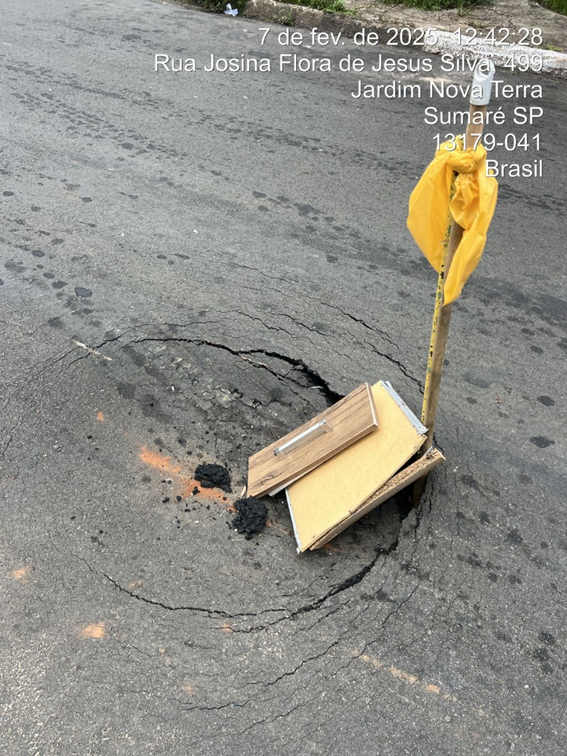 7 de fev. de 2025 12:42:28
Rua Josina Flora de Jesus Silva, 499
Jardim Nova Terra
Sumaré SP
13179-041
Brasil